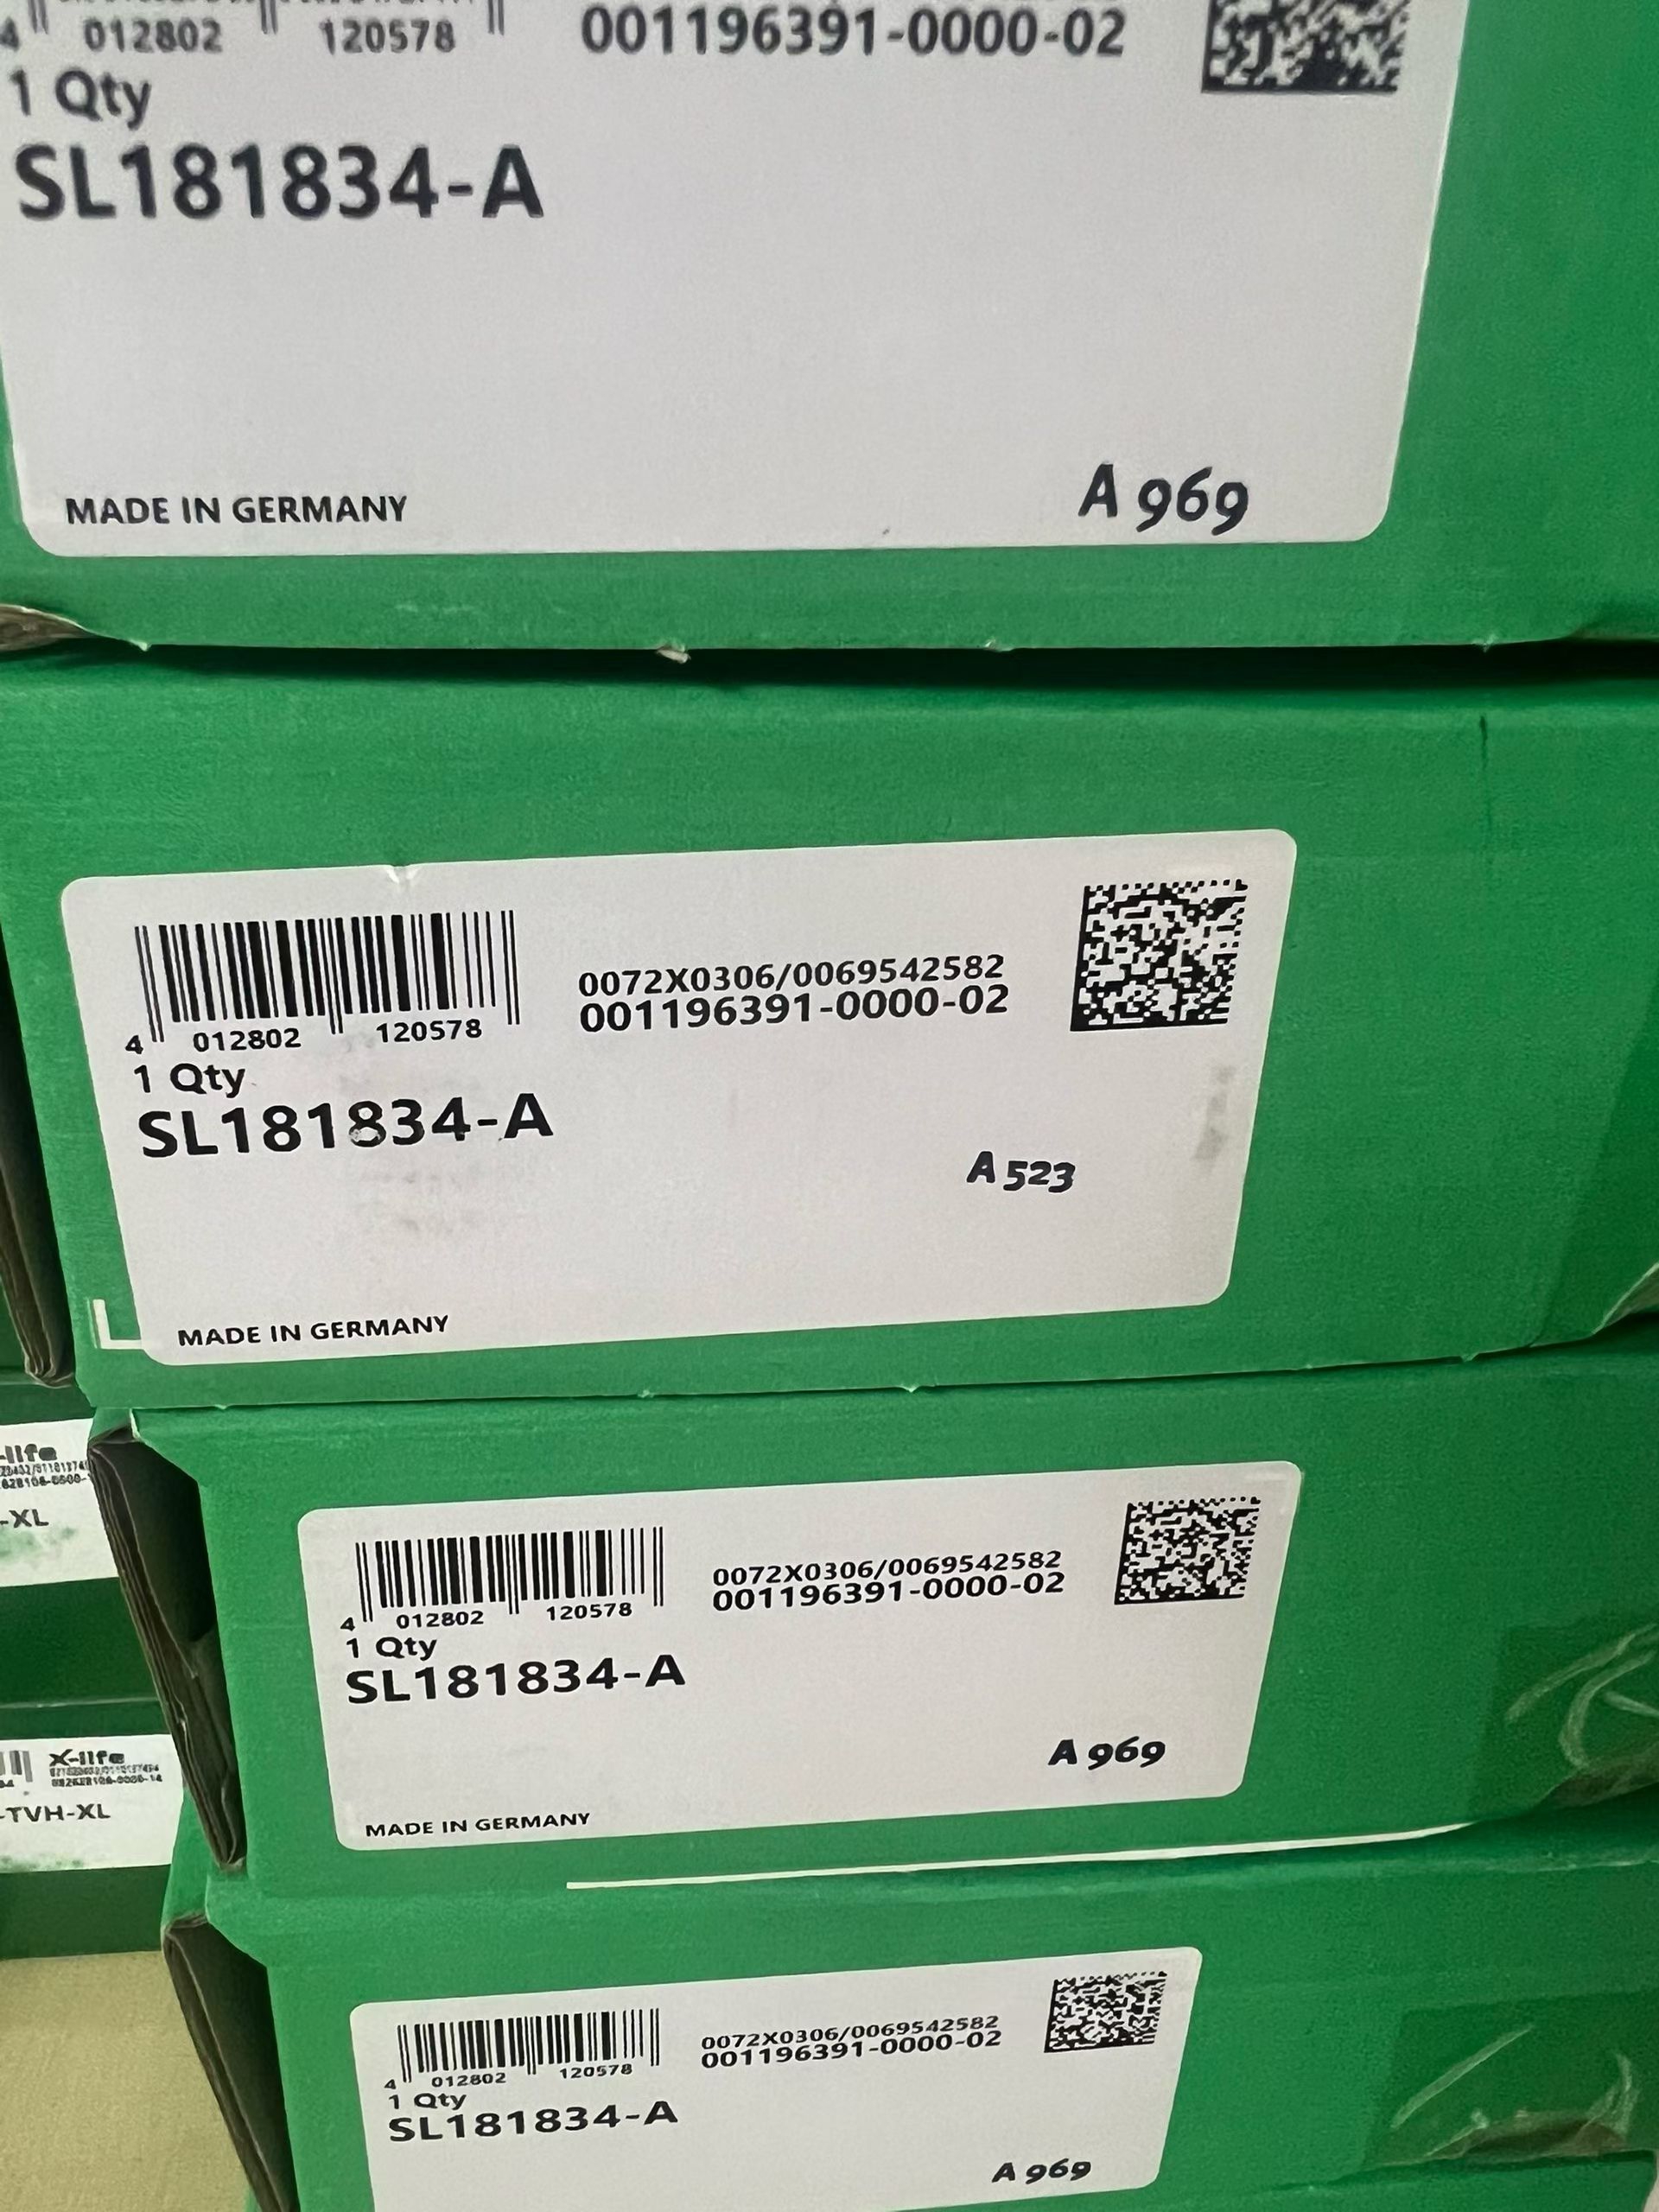 4 012802 120578
001196391-0000-02
1 Qty
SL181834-A
MADE IN GERMANY
A 969
0072X0306/0069542582
001196391-0000-02
4 012802 120578
1 Qty
SL181834-A
A 523
MADE IN GERMANY
-life
-XL
0072X0306/0069542582
001196391-0000-02
4 012802 120578
1 Qty
SL181834-A
A 969
MADE IN GERMANY
X-life
-TVH-XL
0072X0306/0069542582
001196391-0000-02
4 012802 120578
1 Qty
SL181834-A
A 969